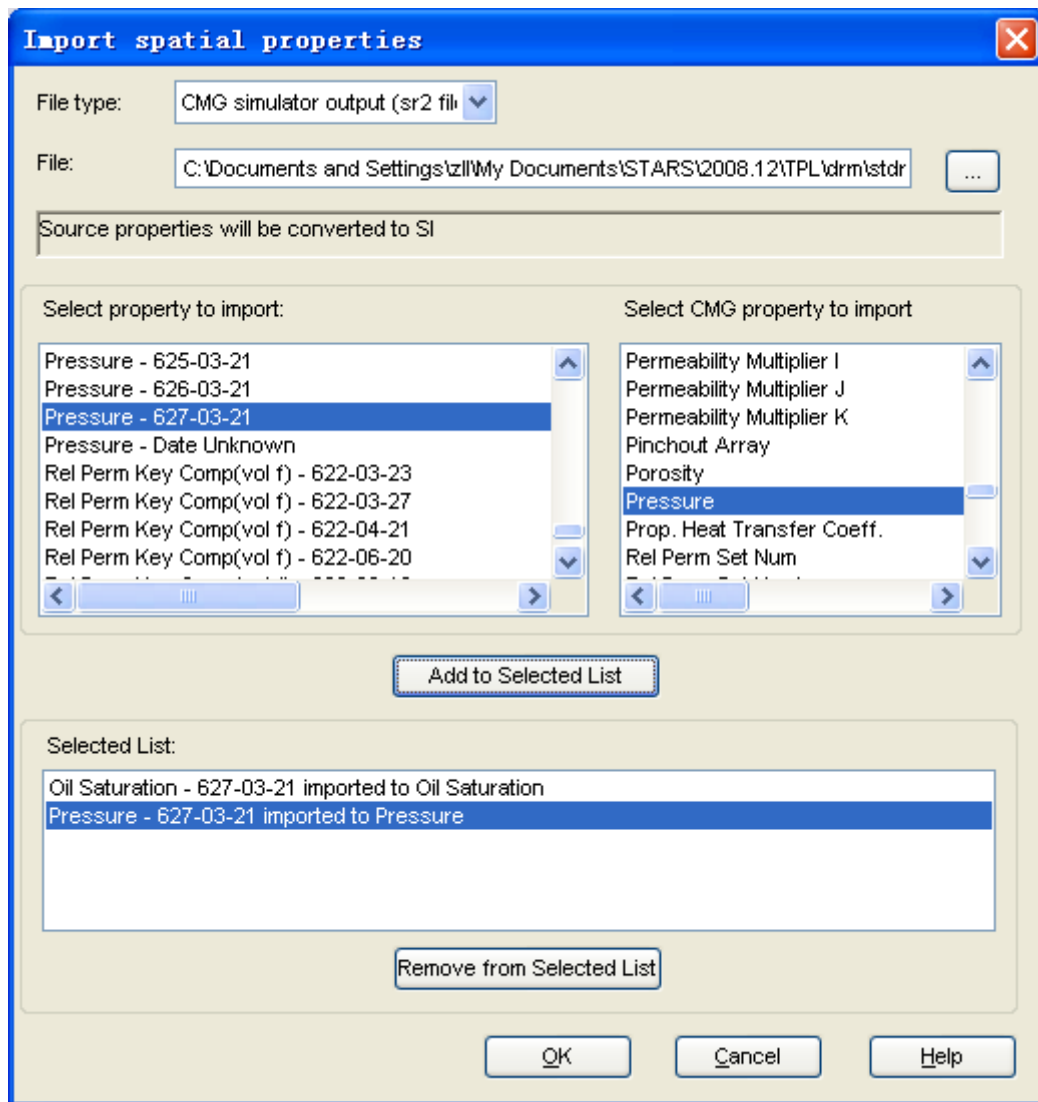 Import spatial properties
File type:
CMG simulator output (sr2 fil
File:
C:\Documents and Settings\zll\My Documents\STARS\2008.12\TPL\drm\stdr
...
Source properties will be converted to SI
Select property to import:
Pressure - 625-03-21
Pressure - 626-03-21
Pressure - 627-03-21
Pressure - Date Unknown
Rel Perm Key Comp(vol f) - 622-03-23
Rel Perm Key Comp(vol f) - 622-03-27
Rel Perm Key Comp(vol f) - 622-04-21
Rel Perm Key Comp(vol f) - 622-06-20
Select CMG property to import
Permeability Multiplier I
Permeability Multiplier J
Permeability Multiplier K
Pinchout Array
Porosity
Pressure
Prop. Heat Transfer Coeff.
Rel Perm Set Num
Add to Selected List
Selected List:
Oil Saturation - 627-03-21 imported to Oil Saturation
Pressure - 627-03-21 imported to Pressure
Remove from Selected List
OK
Cancel
Help